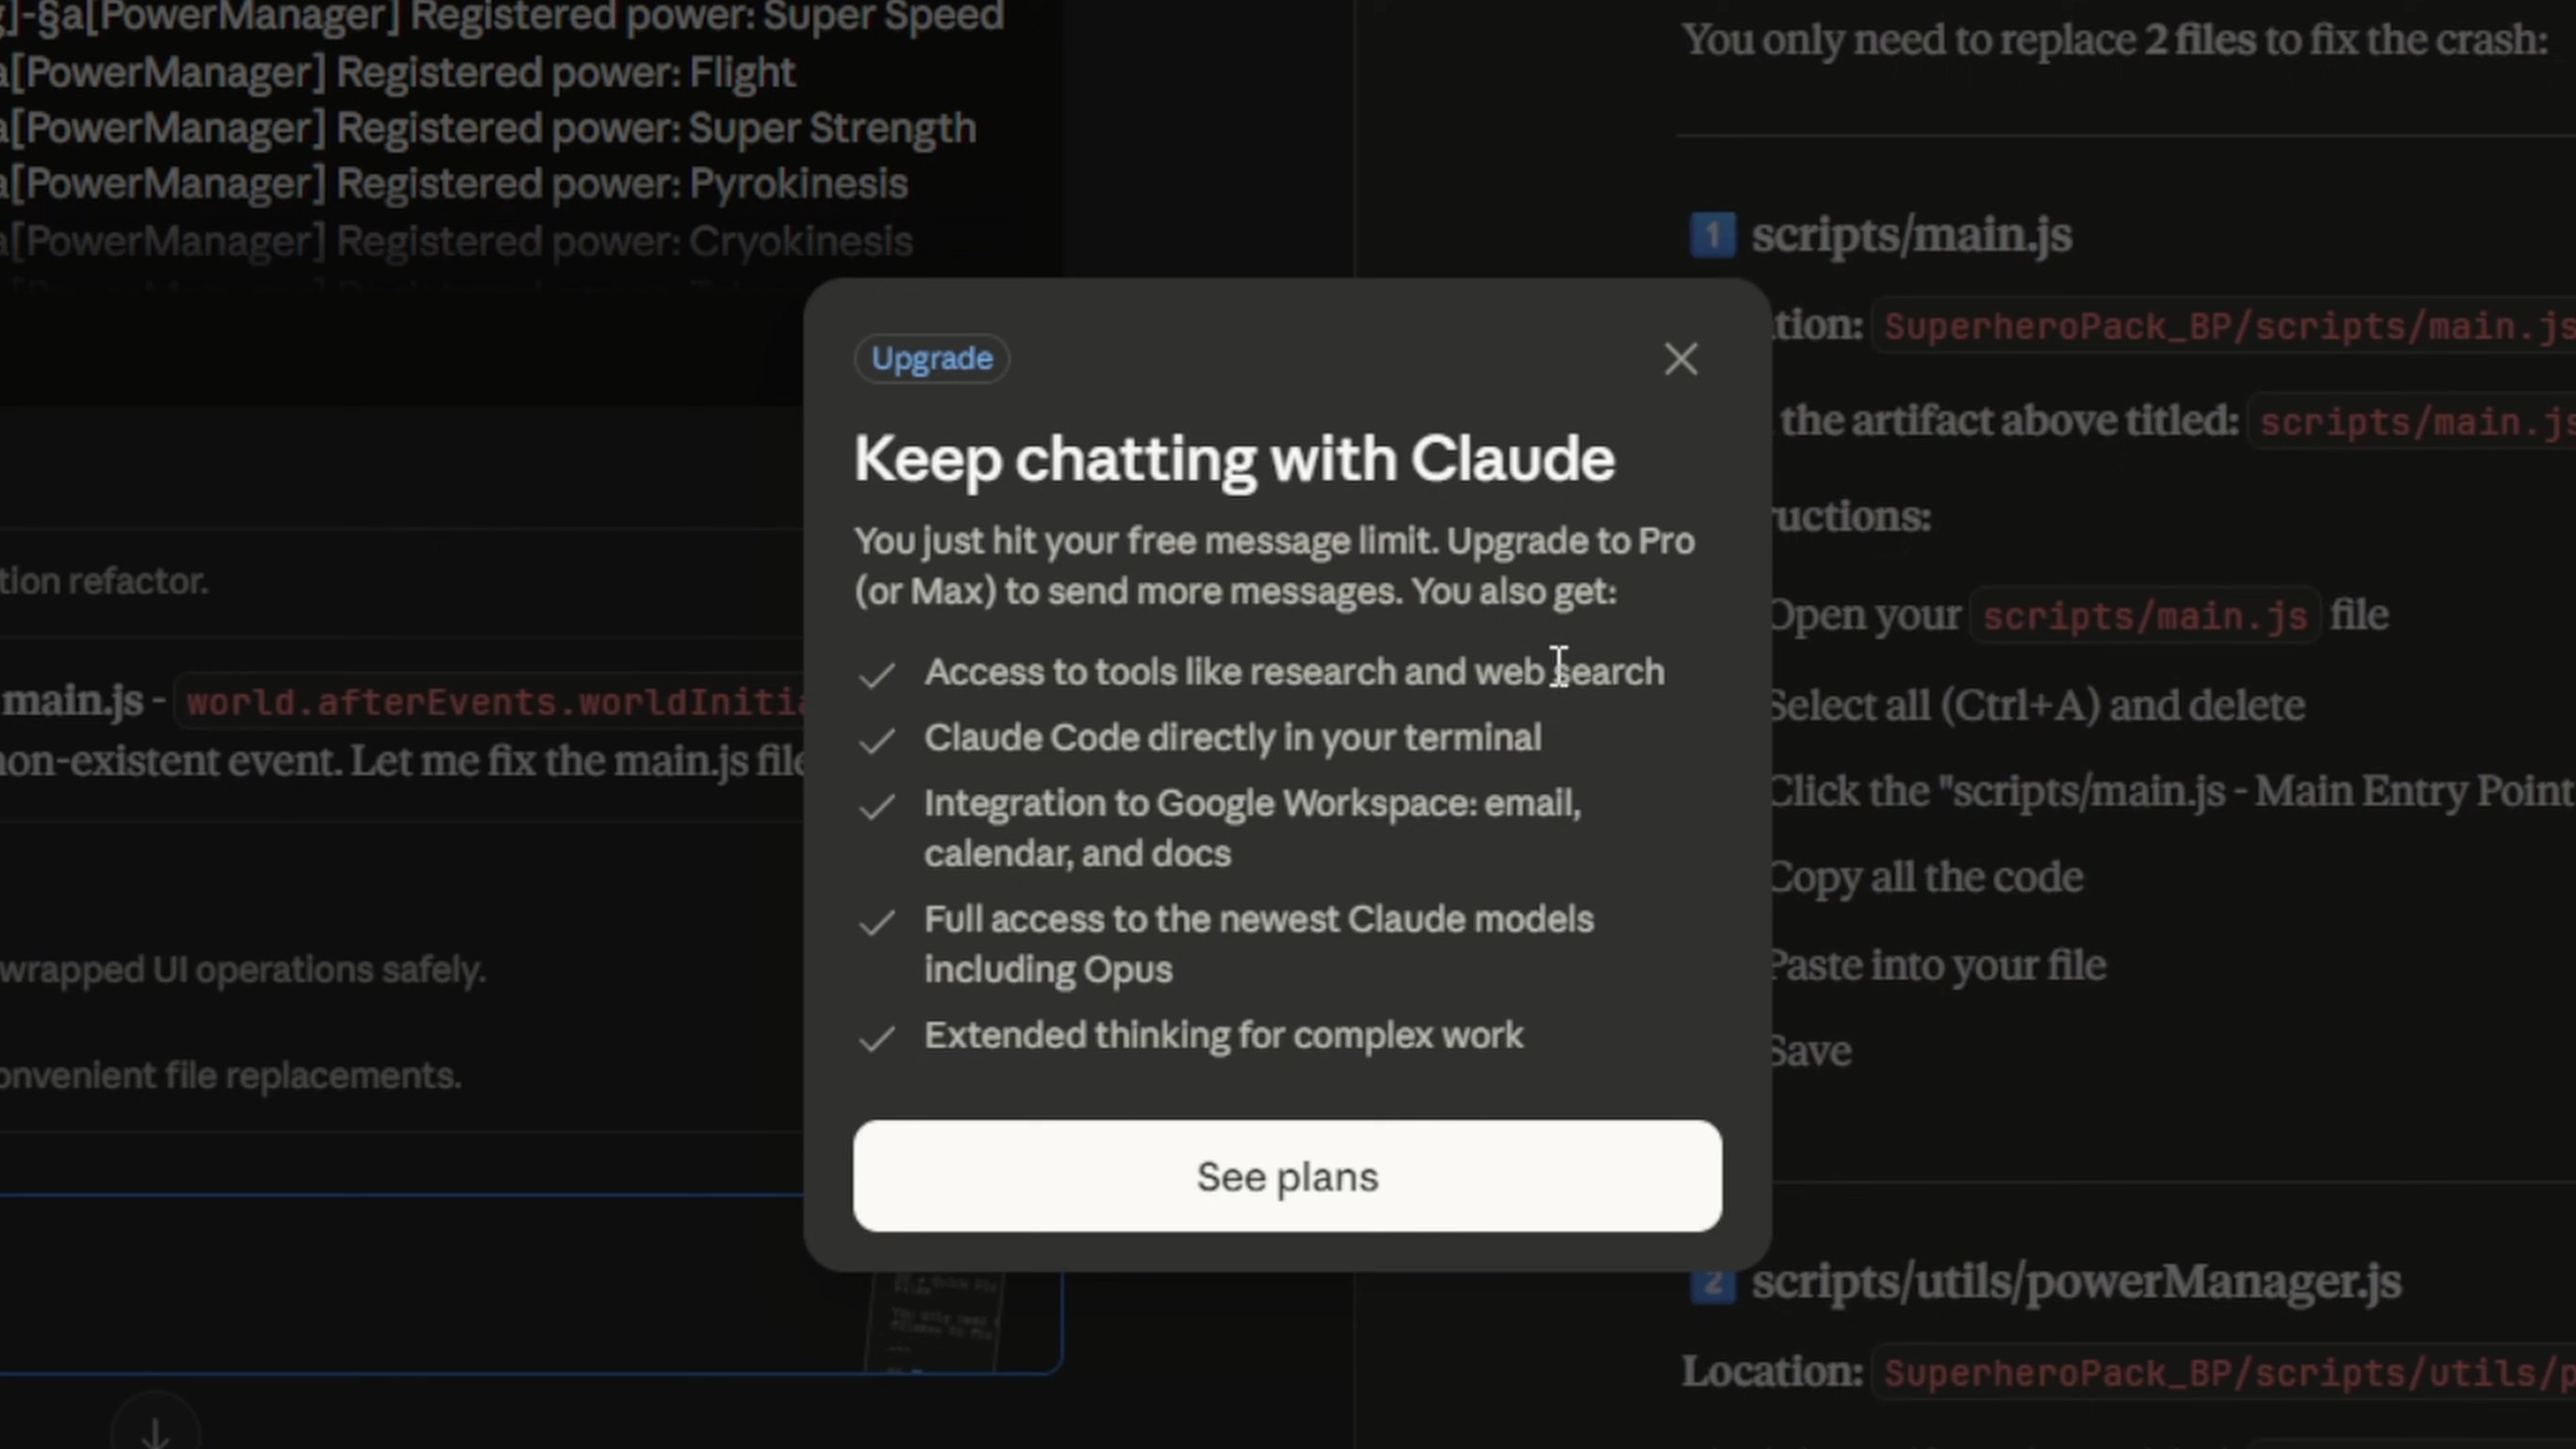 ]-§a[PowerManager] Registered power: Super Speed
a[PowerManager] Registered power: Flight
a[PowerManager] Registered power: Super Strength
a[PowerManager] Registered power: Pyrokinesis
a[PowerManager] Registered power: Cryokinesis
tion refactor.
main.js - world.afterEvents.worldInitia
non-existent event. Let me fix the main.js file
wrapped UI operations safely.
onvenient file replacements.
Upgrade
Keep chatting with Claude
You just hit your free message limit. Upgrade to Pro
(or Max) to send more messages. You also get:
Access to tools like research and web search
Claude Code directly in your terminal
Integration to Google Workspace: email,
calendar, and docs
Full access to the newest Claude models
including Opus
Extended thinking for complex work
See plans
You only need to replace 2 files to fix the crash:
1 scripts/main.js
tion: SuperheroPack_BP/scripts/main.js
the artifact above titled: scripts/main.js
ructions:
Open your scripts/main.js file
Select all (Ctrl+A) and delete
Click the "scripts/main.js - Main Entry Point
Copy all the code
Paste into your file
Save
2 scripts/utils/powerManager.js
Location: SuperheroPack_BP/scripts/utils/p